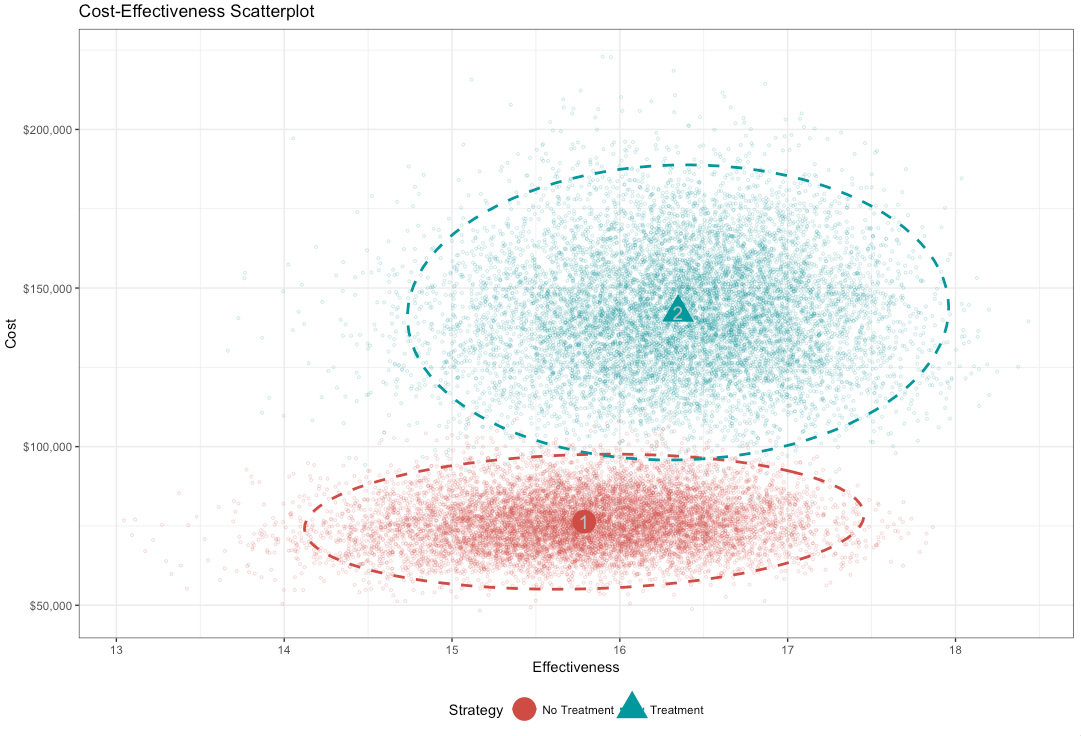 Cost-Effectiveness Scatterplot
$200,000
$150,000
$100,000
$50,000
Cost
2
1
13 14 15 16 17 18
Effectiveness
Strategy No Treatment Treatment